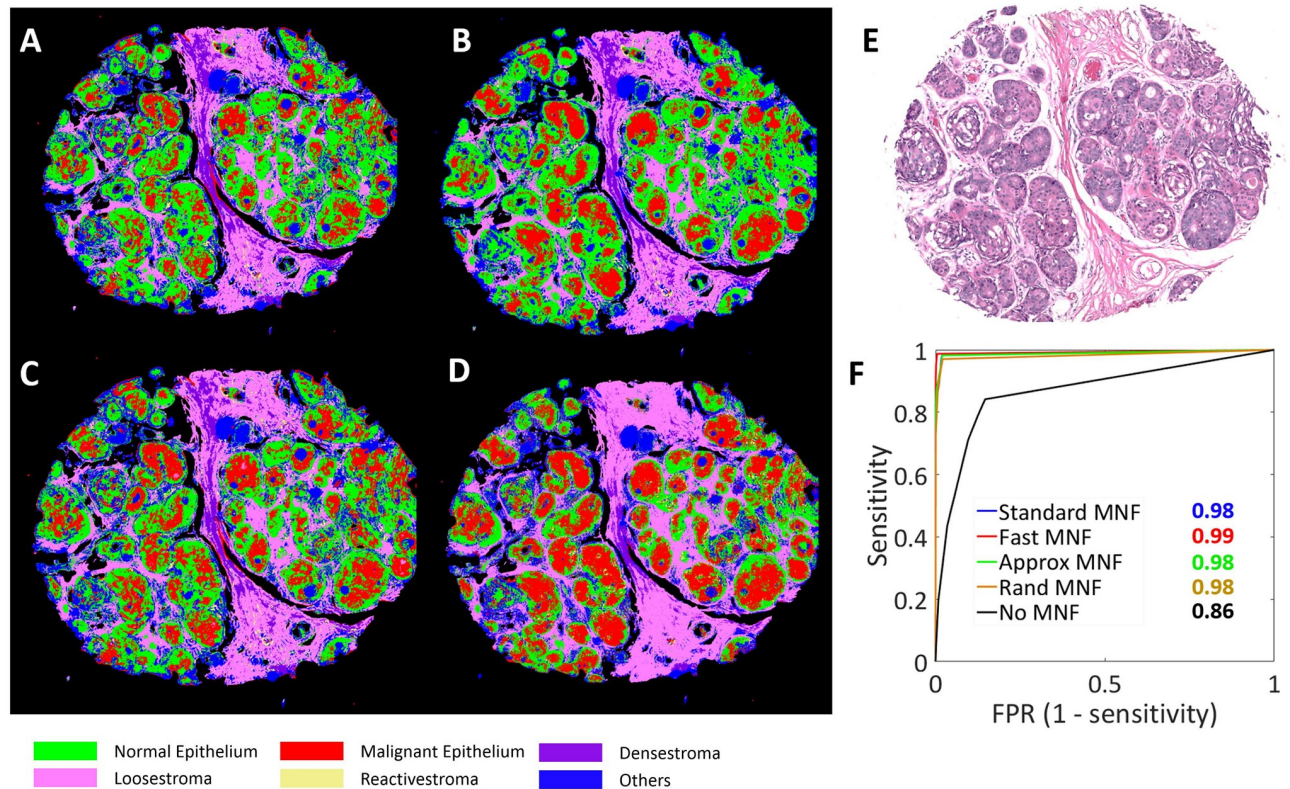 A
B
E
C
D
F
1
0.8
0.6
0.4
0.2
0
0
0.5
1
Sensitivity
FPR (1 - sensitivity)
Standard MNF 0.98
Fast MNF 0.99
Approx MNF 0.98
Rand MNF 0.98
No MNF 0.86
Normal Epithelium
Malignant Epithelium
Densestroma
Loosestroma
Reactivestroma
Others